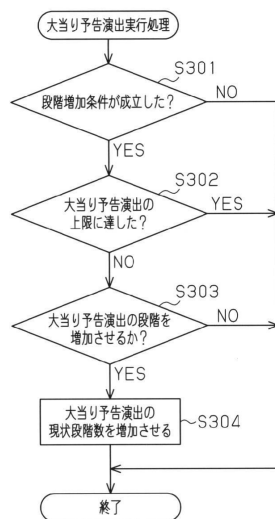 大当り予告演出実行処理
S301
段階増加条件が成立した?
NO
YES
S302
大当り予告演出の
上限に達した?
YES
NO
S303
大当り予告演出の段階を
増加させるか?
NO
YES
大当り予告演出の
現状段階数を増加させる
S304
終了